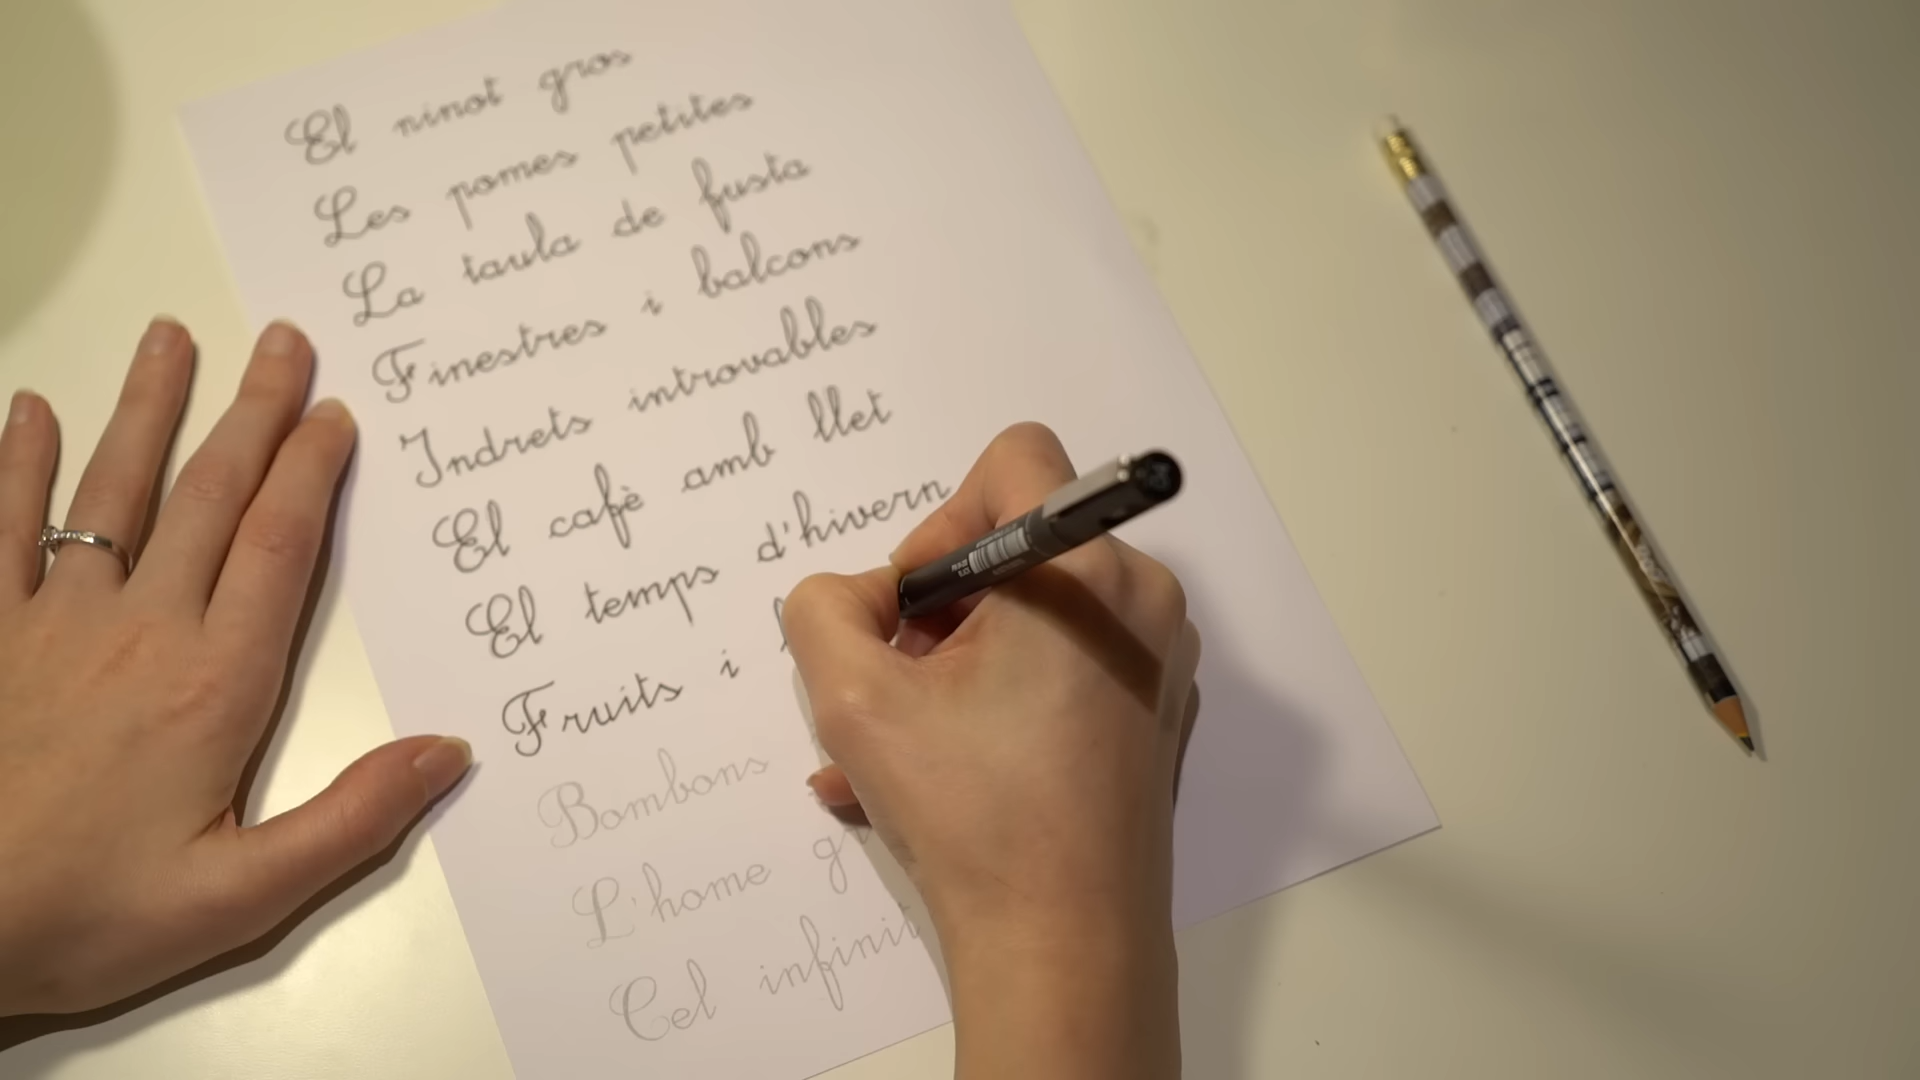 El ninot gros
Les pomes petites
La taula de fusta
Finestres i balcons
Indrets introvables
El cafè amb llet
El temps d'hivern
Fruits i
Bombons
L'home
Cel infinit